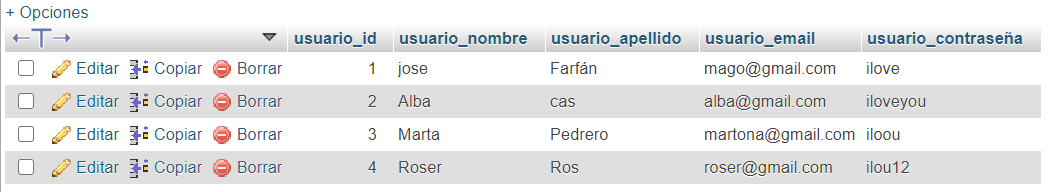 + Opciones
usuario_id usuario_nombre usuario_apellido usuario_email usuario_contraseña
Editar Copiar Borrar 1 jose Farfán mago@gmail.com ilove
Editar Copiar Borrar 2 Alba cas alba@gmail.com iloveyou
Editar Copiar Borrar 3 Marta Pedrero martona@gmail.com iloou
Editar Copiar Borrar 4 Roser Ros roser@gmail.com ilou12